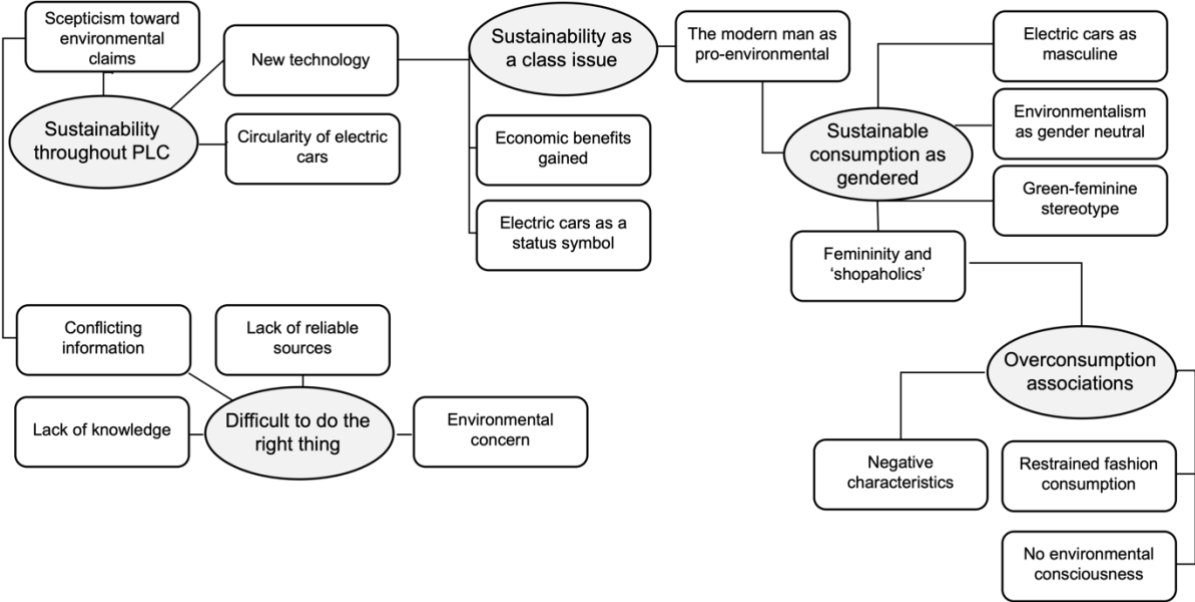 Scepticism toward
environmental
claims
New technology
Sustainability as
a class issue
The modern man as
pro-environmental
Electric cars as
masculine
Sustainability
throughout PLC
Circularity of electric
cars
Economic benefits
gained
Sustainable
consumption as
gendered
Environmentalism
as gender neutral
Green-feminine
stereotype
Electric cars as a
status symbol
Femininity and
‘shopaholics’
Conflicting
information
Lack of reliable
sources
Overconsumption
associations
Lack of knowledge
Difficult to do the
right thing
Environmental
concern
Negative
characteristics
Restrained fashion
consumption
No environmental
consciousness